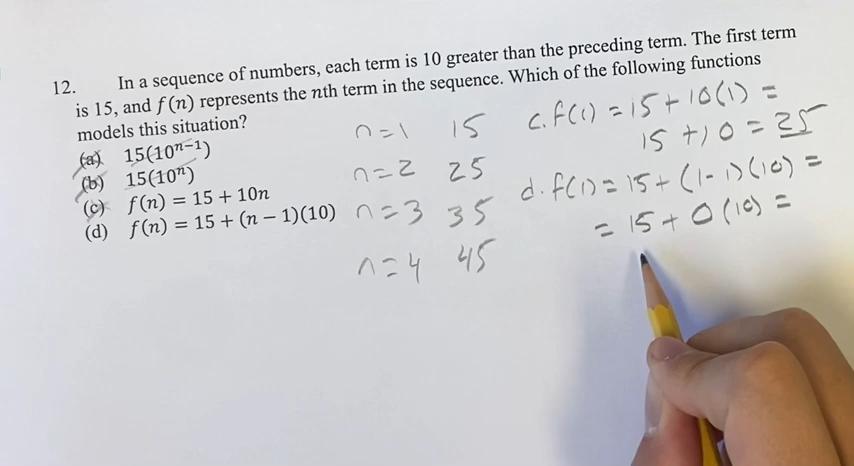 12. In a sequence of numbers, each term is 10 greater than the preceding term. The first term
is 15, and f(n) represents the nth term in the sequence. Which of the following functions
models this situation?
(a) 15(10ⁿ⁻¹)
(b) 15(10ⁿ)
(c) f(n) = 15 + 10n
(d) f(n) = 15 + (n − 1)(10)
n=1 15
n=2 25
n=3 35
n=4 45
c. f(1) = 15 + 10(1) =
15 + 10 = 25
d. f(1) = 15 + (1-1)(10) =
= 15 + 0(10) =